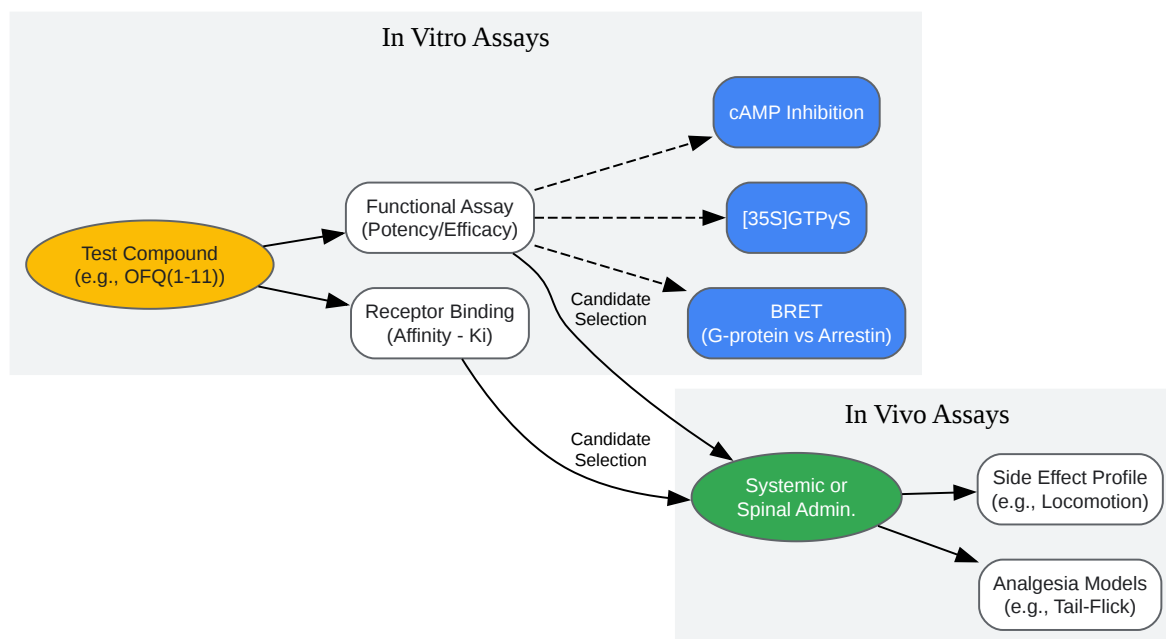 In Vitro Assays
cAMP Inhibition
Functional Assay
(Potency/Efficacy)
[35S]GTPγS
Test Compound
(e.g., OFQ(1-11))
Receptor Binding
(Affinity - Ki)
Candidate
Selection
BRET
(G-protein vs Arrestin)
In Vivo Assays
Candidate
Selection
Systemic or
Spinal Admin.
Side Effect Profile
(e.g., Locomotion)
Analgesia Models
(e.g., Tail-Flick)